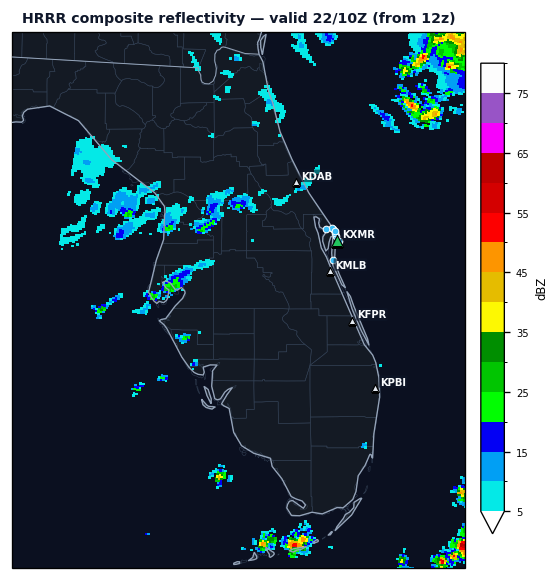 HRRR composite reflectivity — valid 22/10Z (from 12z)
75
65
55
45
35
25
15
5
dBZ
KDAB
KXMR
KMLB
KFPR
KPBI